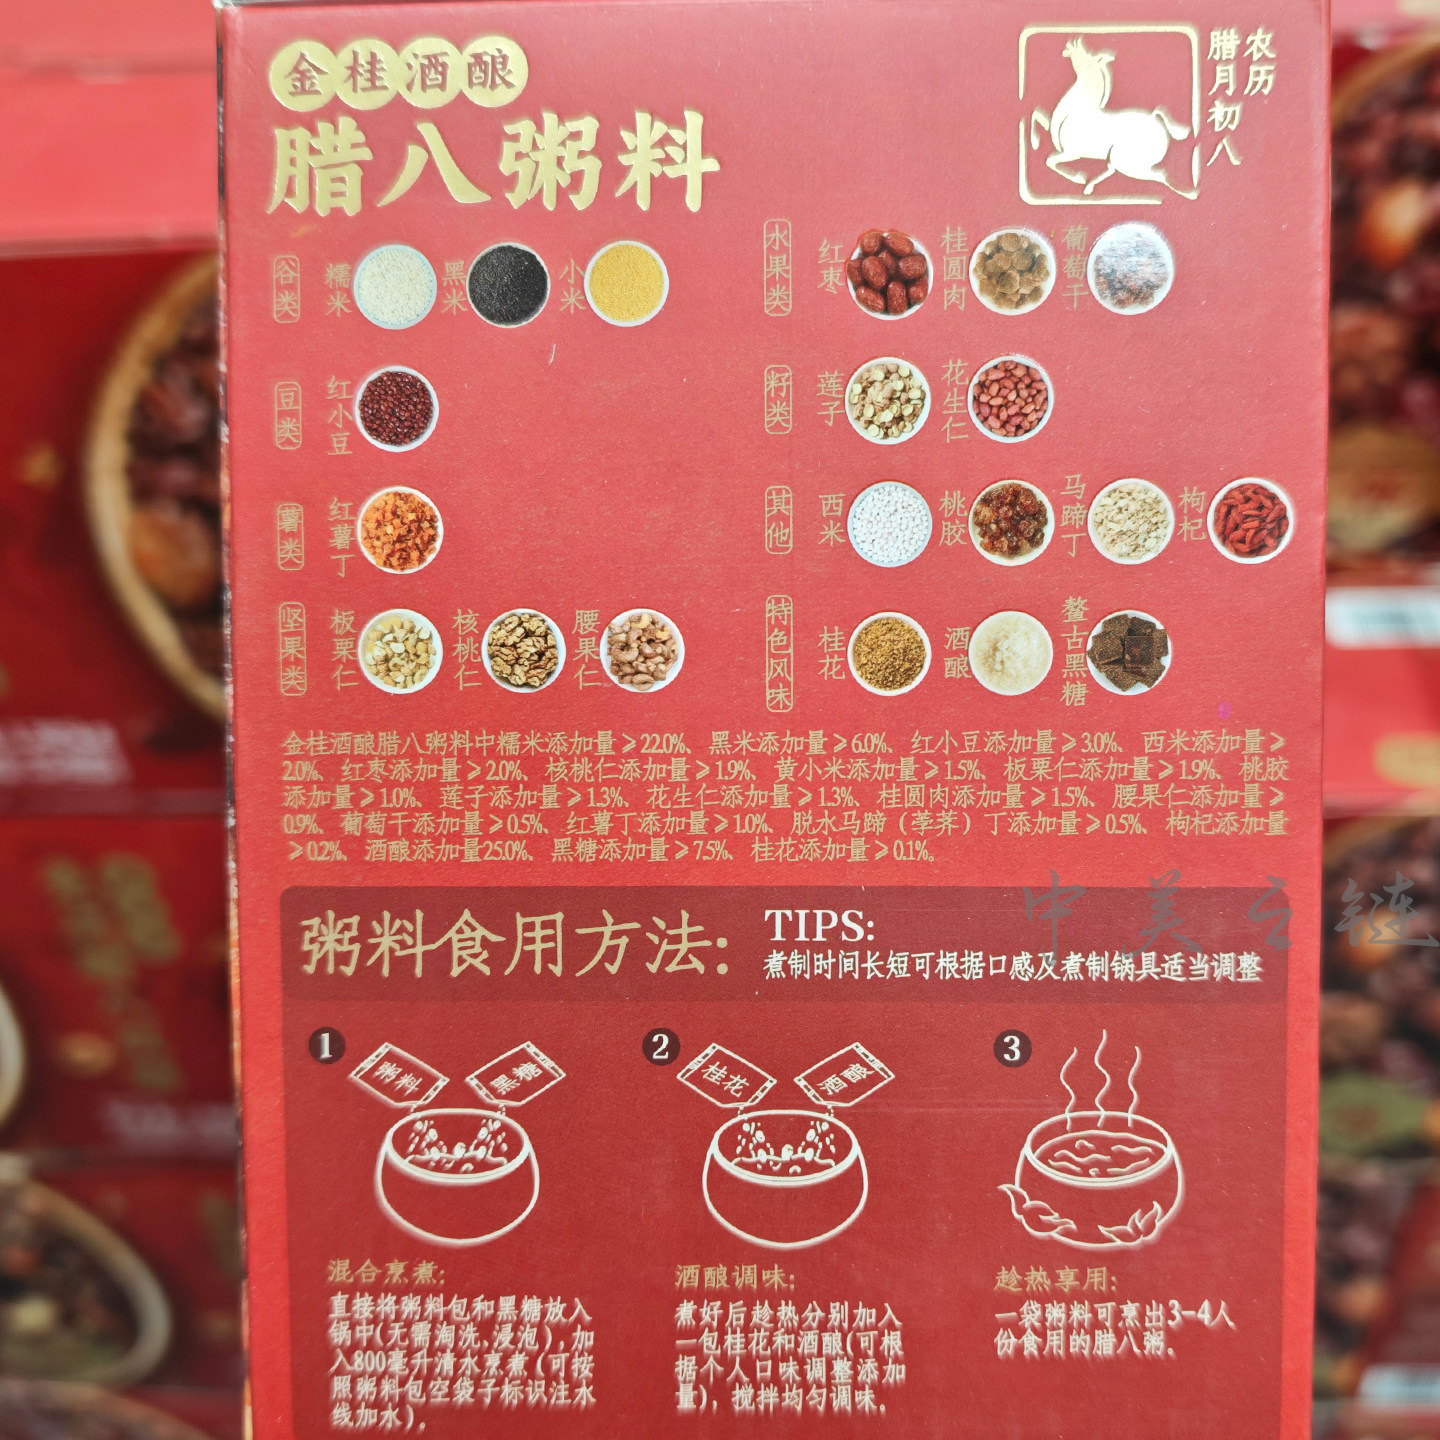 金桂酒酿
腊八粥料
农历
腊月初八
谷类
糯米
黑米
小米
水果类
红枣
桂圆肉
葡萄干
豆类
红小豆
籽类
莲子
花生仁
薯类
红薯丁
其他
西米
桃胶
马蹄丁
枸杞
坚果类
板栗仁
核桃仁
腰果仁
特色风味
桂花
酒酿
鳌古黑糖
金桂酒酿腊八粥料中糯米添加量≥22.0%、黑米添加量≥6.0%、红小豆添加量≥3.0%、西米添加量≥
2.0%、红枣添加量≥2.0%、核桃仁添加量≥1.9%、黄小米添加量≥1.5%、板栗仁添加量≥1.9%、桃胶
添加量≥1.0%、莲子添加量≥1.3%、花生仁添加量≥1.3%、桂圆肉添加量≥1.5%、腰果仁添加量≥
0.9%、葡萄干添加量≥0.5%、红薯丁添加量≥1.0%、脱水马蹄（荸荠）丁添加量≥0.5%、枸杞添加量
≥0.2%、酒酿添加量25.0%、黑糖添加量≥7.5%、桂花添加量≥0.1%。
粥料食用方法：
TIPS:
煮制时间长短可根据口感及煮制锅具适当调整
中美云链
1
粥料
黑糖
2
桂花
酒酿
3
混合烹煮：
直接将粥料包和黑糖放入
锅中(无需淘洗、浸泡)，加
入800毫升清水烹煮（可按
照粥料包空袋子标识注水
线加水）。
酒酿调味：
煮好后趁热分别加入
一包桂花和酒酿(可根
据个人口味调整添加
量)，搅拌均匀调味。
趁热享用：
一袋粥料可烹出3-4人
份食用的腊八粥。